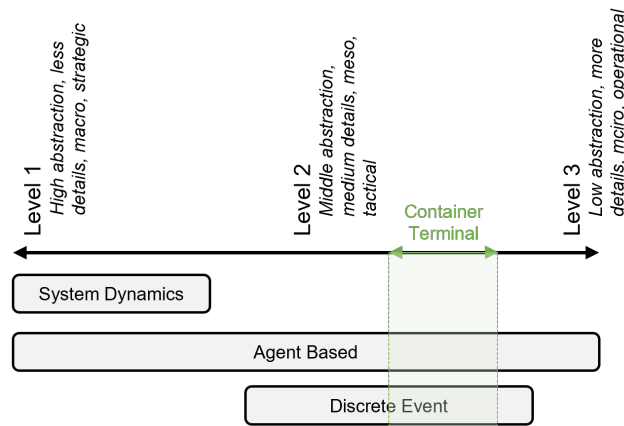 Level 1
High abstraction, less
details, macro, strategic
Level 2
Middle abstraction,
medium details, meso,
tactical
Level 3
Low abstraction, more
details, mciro, operational
Container
Terminal
System Dynamics
Agent Based
Discrete Event